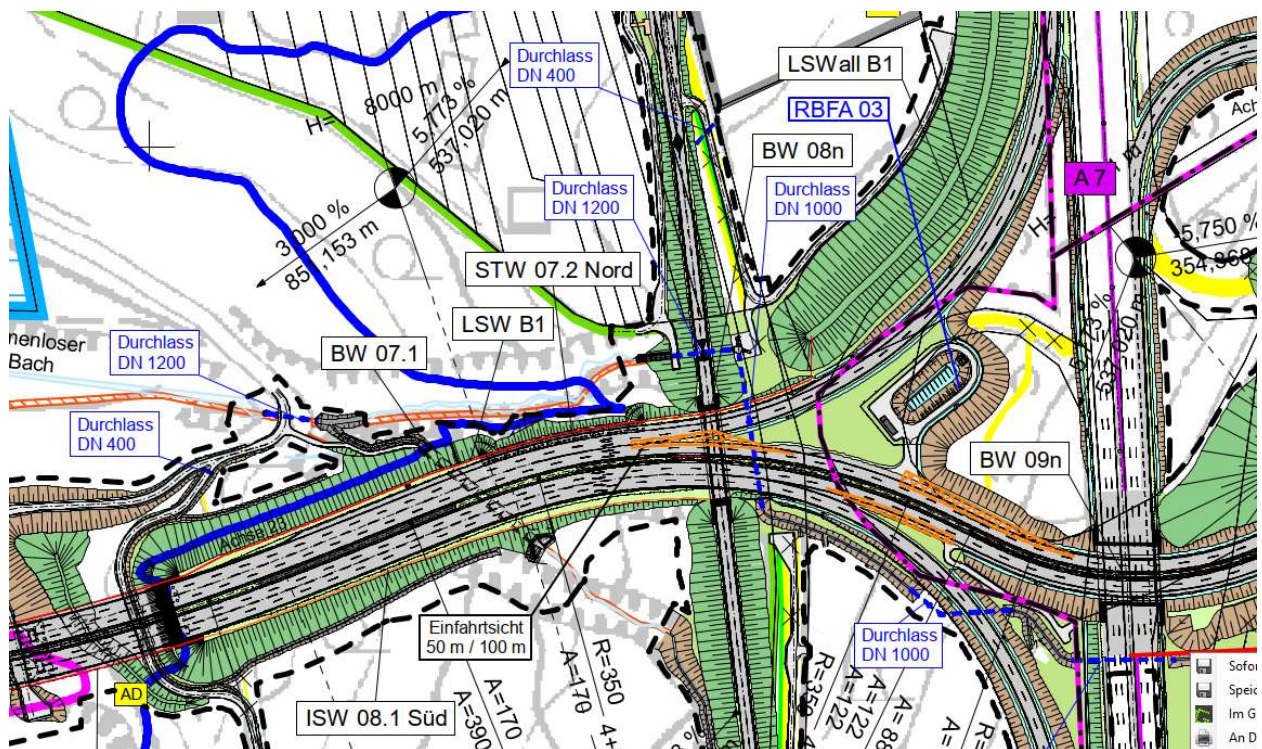 Durchlass
DN 400
LSWall B1
RBFA 03
H= 8000 m
5,773 %
537,020 m
BW 08n
Durchlass
DN 1200
Durchlass
DN 1000
A 7
H=
5,750 %
3,000 %
STW 07.2 Nord
LSW B1
BW 07.1
Bach
Durchlass
DN 1200
Durchlass
DN 400
BW 09n
Achse 123
Einfahrtsicht
50 m / 100 m
Durchlass
DN 1000
AD
ISW 08.1 Süd
A=390
A=170
A=170
R=350
R=350
A=122
A=122